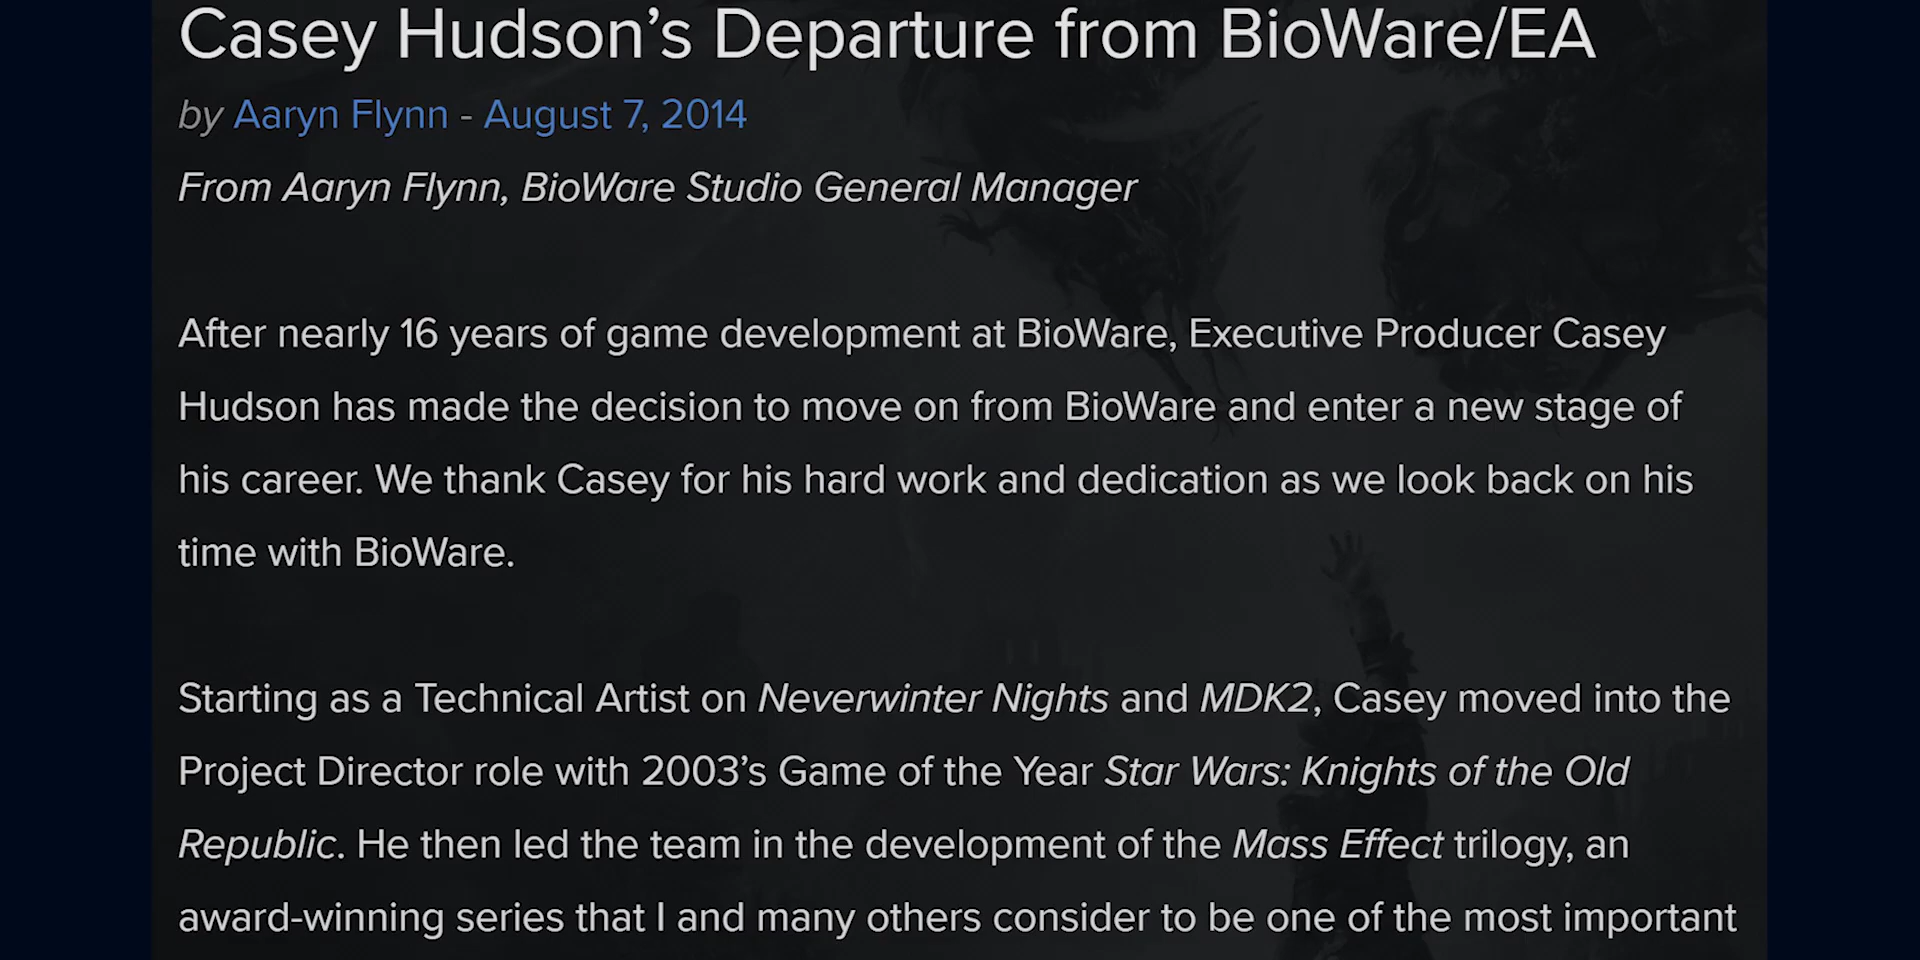 Casey Hudson’s Departure from BioWare/EA
by Aaryn Flynn - August 7, 2014
From Aaryn Flynn, BioWare Studio General Manager
After nearly 16 years of game development at BioWare, Executive Producer Casey
Hudson has made the decision to move on from BioWare and enter a new stage of
his career. We thank Casey for his hard work and dedication as we look back on his
time with BioWare.
Starting as a Technical Artist on Neverwinter Nights and MDK2, Casey moved into the
Project Director role with 2003’s Game of the Year Star Wars: Knights of the Old
Republic. He then led the team in the development of the Mass Effect trilogy, an
award-winning series that I and many others consider to be one of the most important